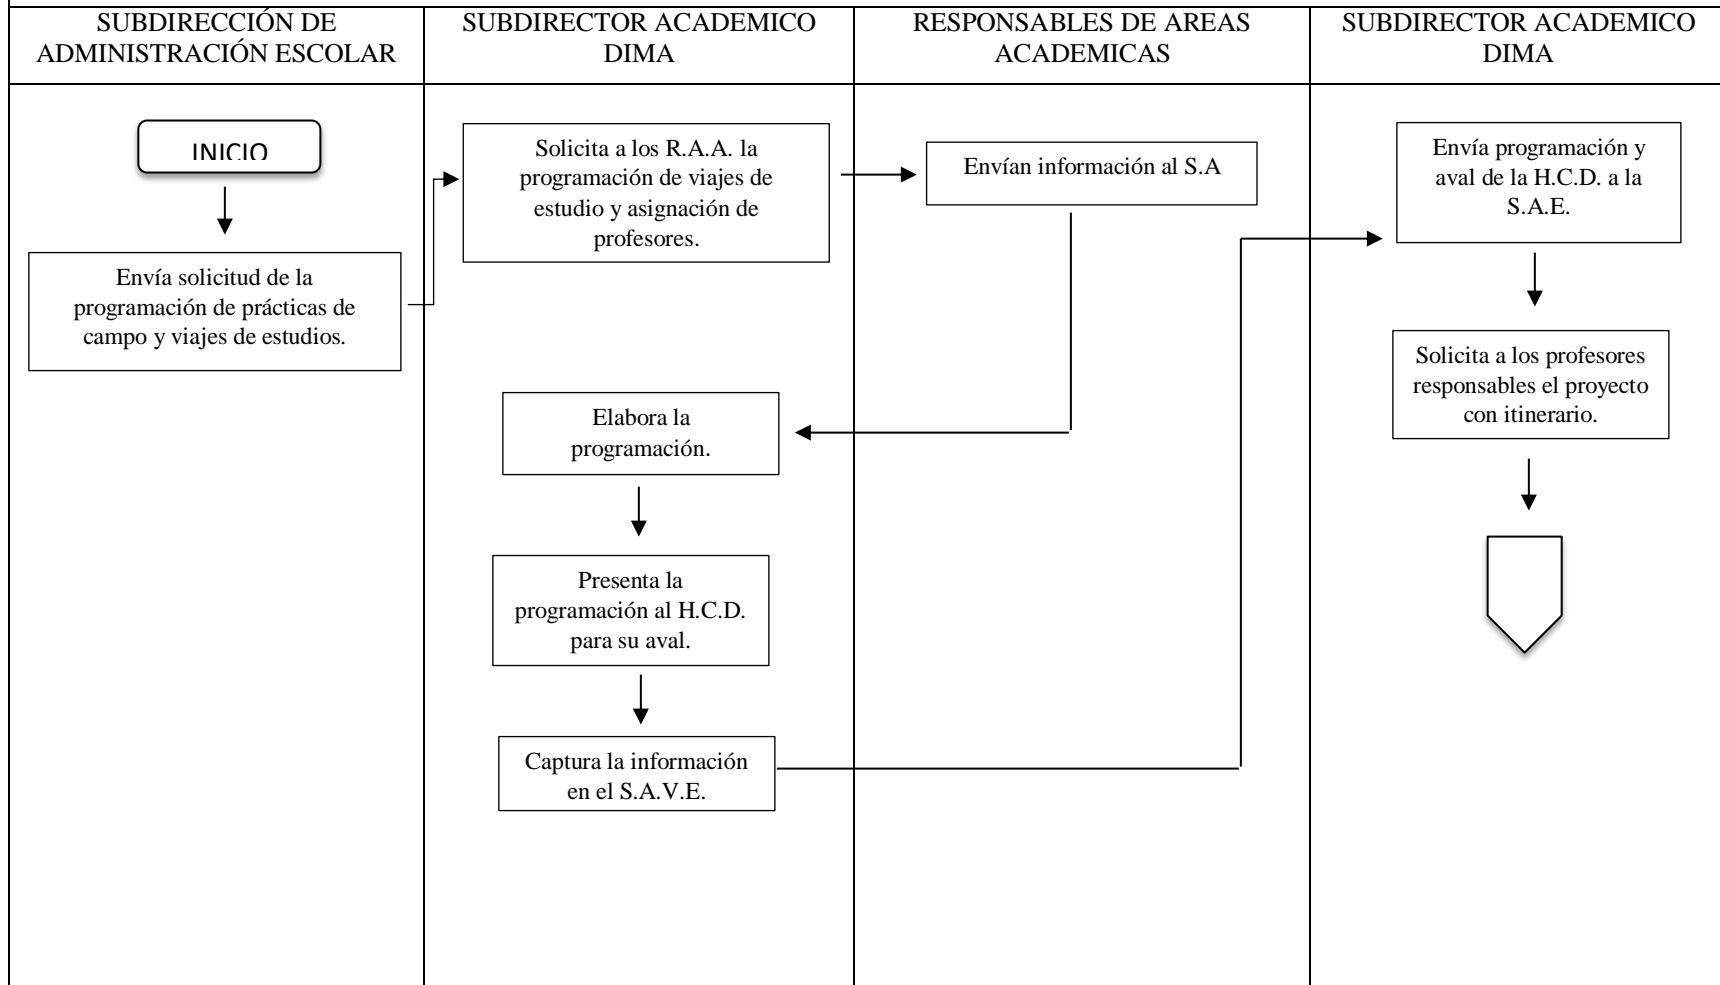 SUBDIRECCIÓN DE
ADMINISTRACIÓN ESCOLAR
SUBDIRECTOR ACADEMICO
DIMA
RESPONSABLES DE AREAS
ACADEMICAS
SUBDIRECTOR ACADEMICO
DIMA
INICIO
Envía solicitud de la
programación de prácticas de
campo y viajes de estudios.
Solicita a los R.A.A. la
programación de viajes de
estudio y asignación de
profesores.
Elabora la
programación.
Presenta la
programación al H.C.D.
para su aval.
Captura la información
en el S.A.V.E.
Envían información al S.A
Envía programación y
aval de la H.C.D. a la
S.A.E.
Solicita a los profesores
responsables el proyecto
con itinerario.